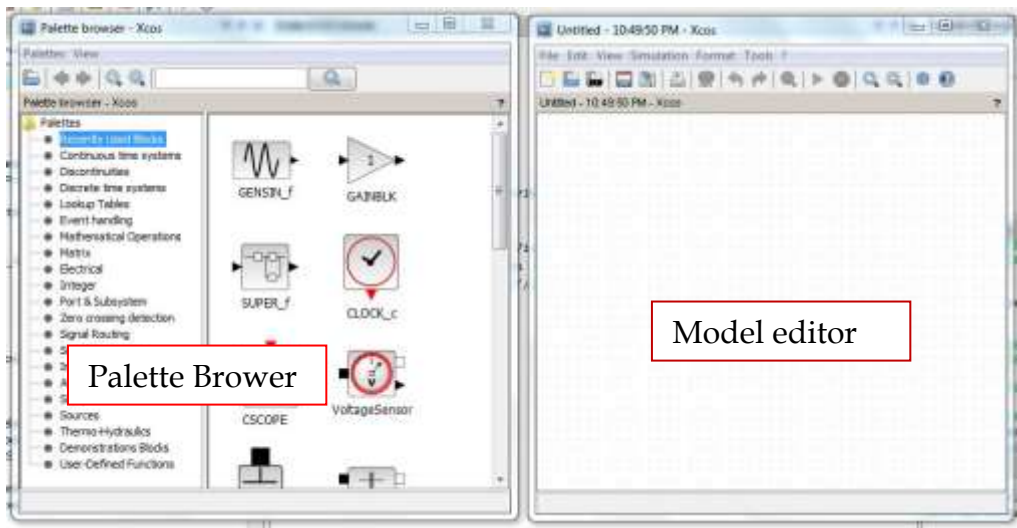 Palette browser - Xcos
Palettes View
Palette browser - Xcos ?
Palettes
Recently Used Blocks
Continuous time systems
Discontinuities
Discrete time systems
Lookup Tables
Event handling
Mathematical Operations
Matrix
Electrical
Integer
Port & Subsystem
Zero crossing detection
Signal Routing
S
A
S
Sources
Thermo-Hydraulics
Demonstrations Blocks
User-Defined Functions
GENSIN_f
1
GAINBLK
SUPER_f
CLOCK_c
CSCOPE
V
VoltageSensor
Palette Brower
Untitled - 10:49:50 PM - Xcos
File Edit View Simulation Format Tools ?
Untitled - 10:49:50 PM - Xcos ?
Model editor